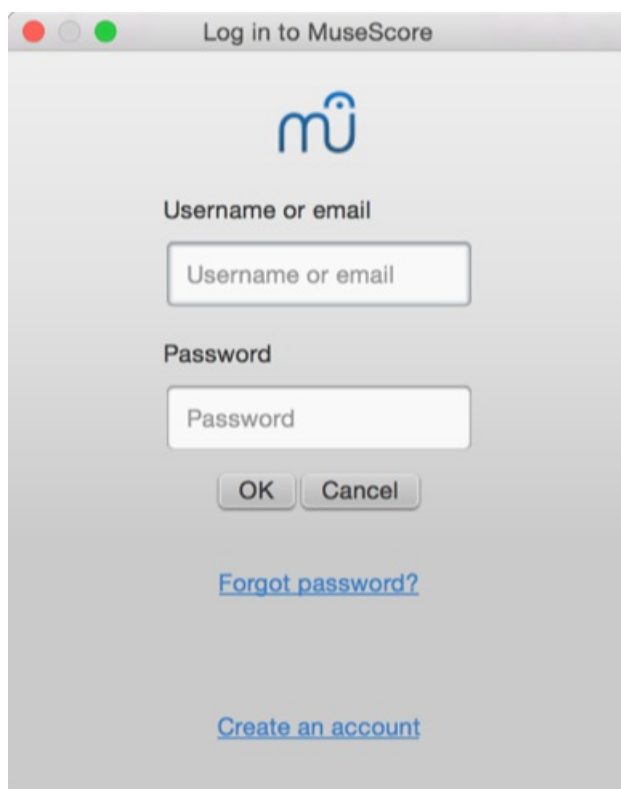 Log in to MuseScore
mu
Username or email
Username or email
Password
Password
OK Cancel
Forgot password?
Create an account